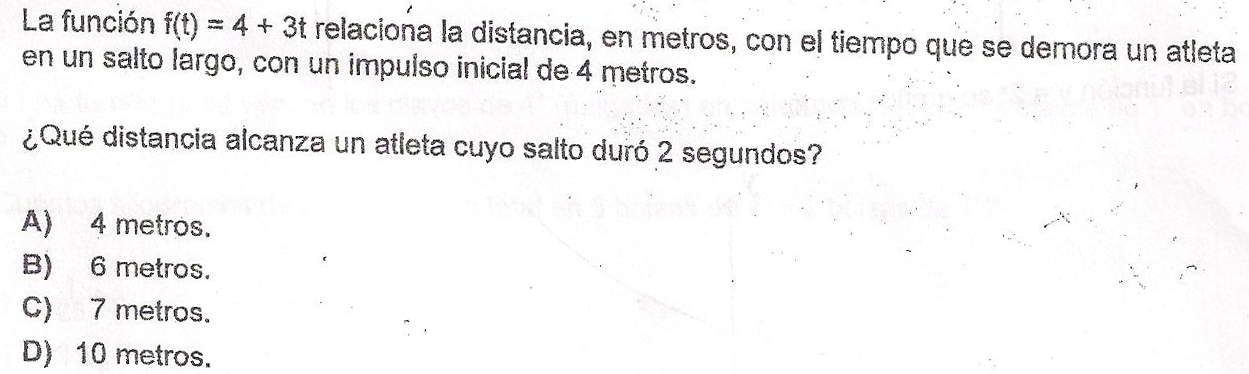 La función f(t) = 4 + 3t relaciona la distancia, en metros, con el tiempo que se demora un atleta
en un salto largo, con un impulso inicial de 4 metros.
¿Qué distancia alcanza un atleta cuyo salto duró 2 segundos?
A) 4 metros.
B) 6 metros.
C) 7 metros.
D) 10 metros.